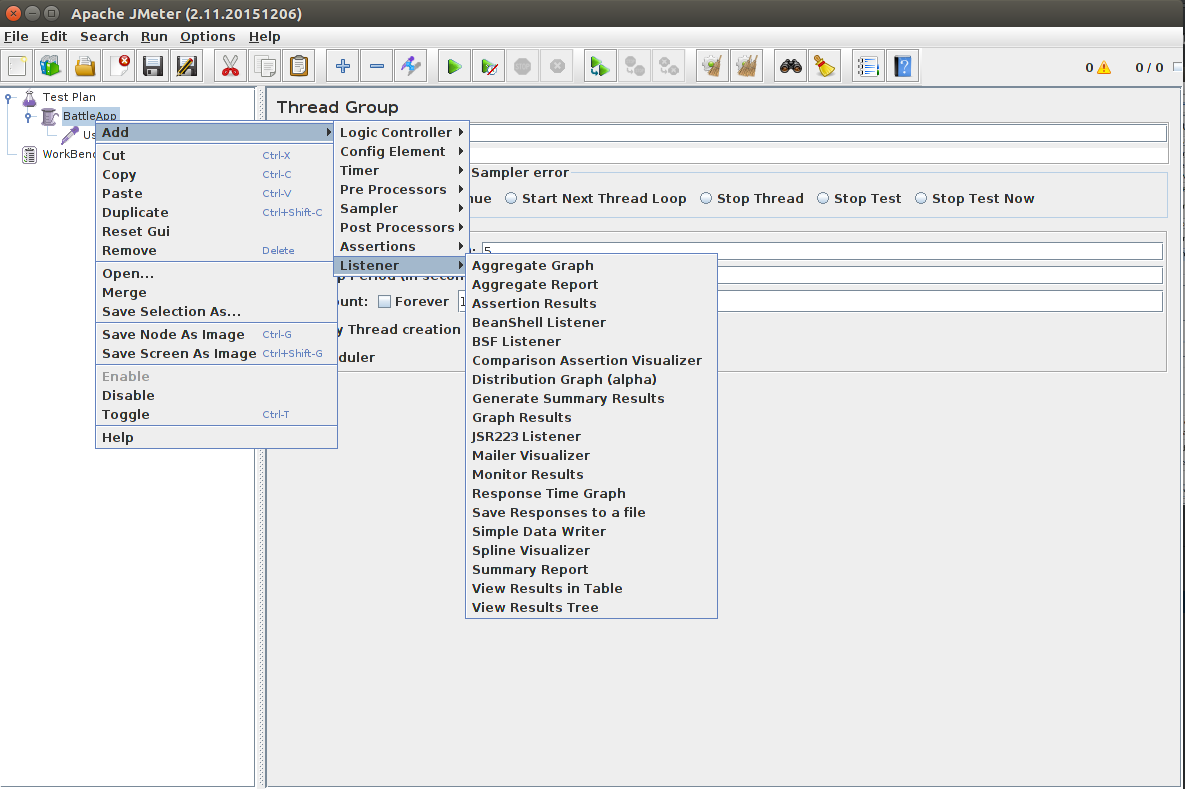 Apache JMeter (2.11.20151206)
File Edit Search Run Options Help
0 0 / 0
Test Plan
BattleApp
Us
WorkBenc
Thread Group
Add
Cut Ctrl-X
Copy Ctrl-C
Paste Ctrl-V
Duplicate Ctrl+Shift-C
Reset Gui
Remove Delete
Open...
Merge
Save Selection As...
Save Node As Image Ctrl-G
Save Screen As Image Ctrl+Shift-G
Enable
Disable
Toggle Ctrl-T
Help
Logic Controller
Config Element
Timer
Pre Processors
Sampler
Post Processors
Assertions
Listener
Sampler error
nue Start Next Thread Loop Stop Thread Stop Test Stop Test Now
5
p Period (in secon
unt: Forever 1
y Thread creation
duler
Aggregate Graph
Aggregate Report
Assertion Results
BeanShell Listener
BSF Listener
Comparison Assertion Visualizer
Distribution Graph (alpha)
Generate Summary Results
Graph Results
JSR223 Listener
Mailer Visualizer
Monitor Results
Response Time Graph
Save Responses to a file
Simple Data Writer
Spline Visualizer
Summary Report
View Results in Table
View Results Tree